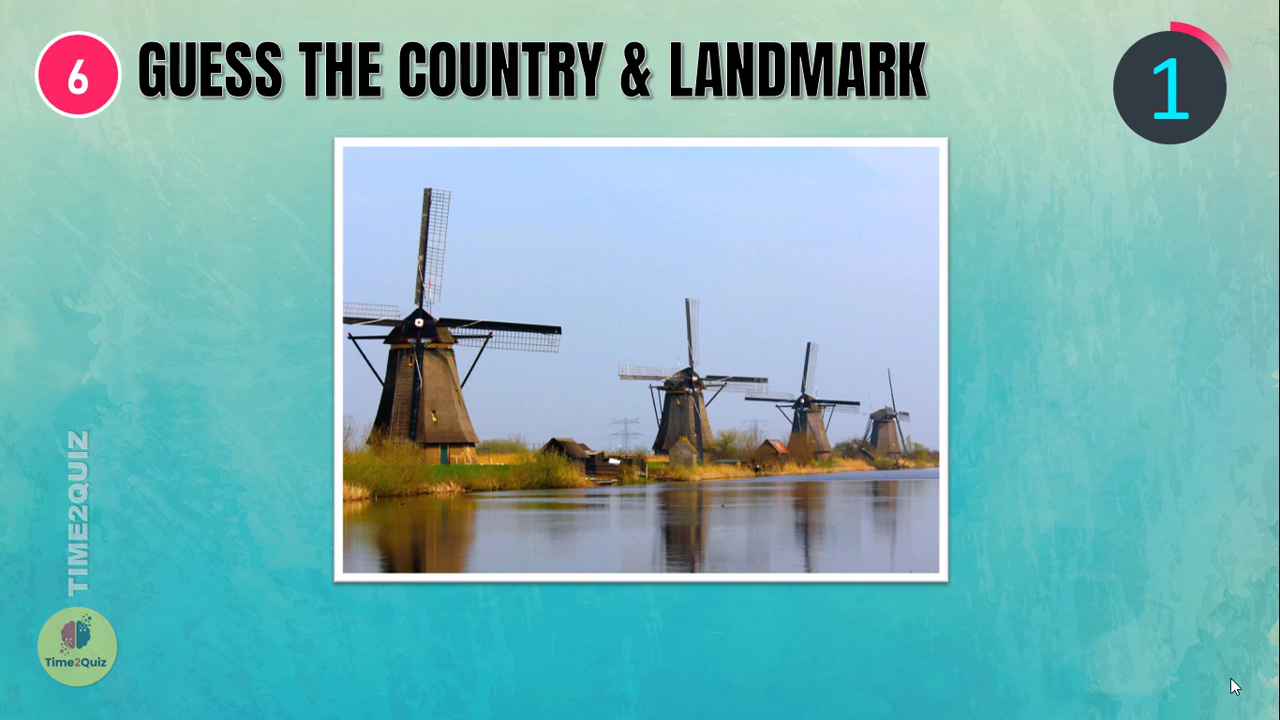 6
GUESS THE COUNTRY & LANDMARK
1
TIME2QUIZ
Time2Quiz